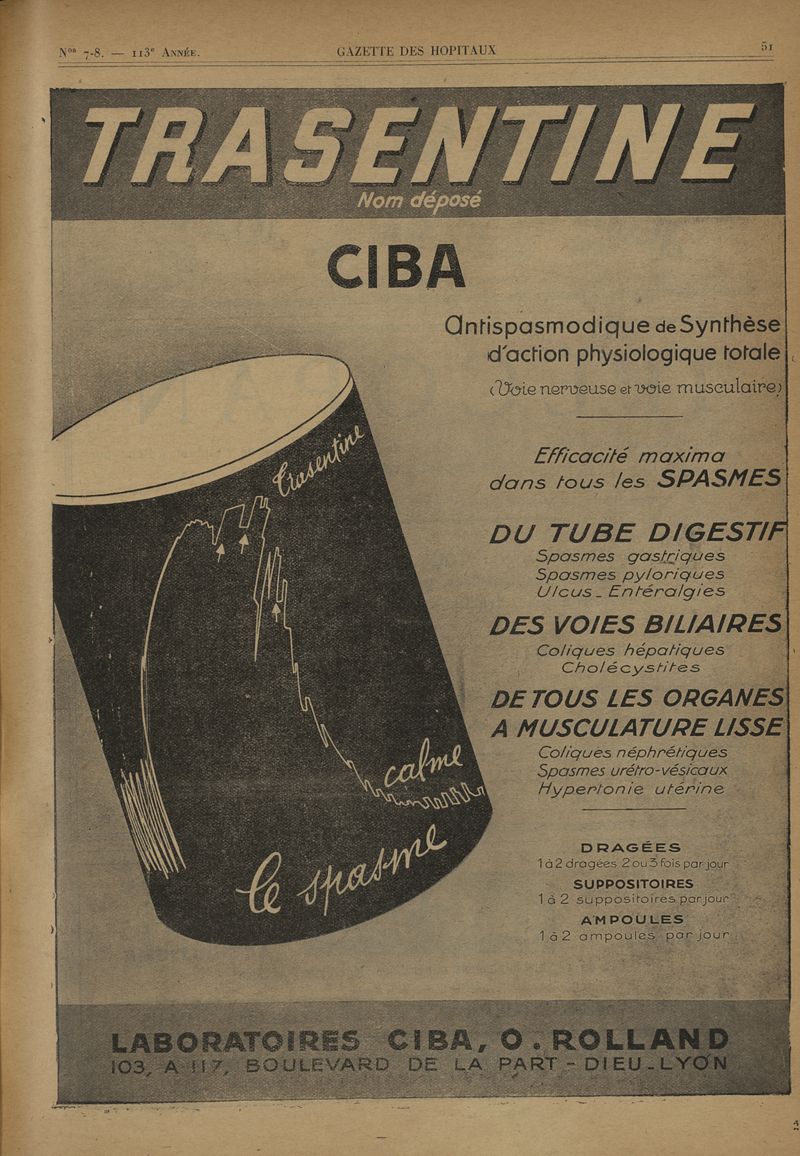 Nos 7-8. — 113e ANNÉE.
GAZETTE DES HOPITAUX
51
TRASENTINE
Nom déposé
CIBA
Antispasmodique de Synthèse
d'action physiologique totale
(Voie nerveuse et voie musculaire)
Efficacité maxima
dans tous les SPASMES
DU TUBE DIGESTIF
Spasmes gastriques
Spasmes pyloriques
Ulcus _ Entéralgies
DES VOIES BILIAIRES
Coliques hépatiques
Cholécystites
DE TOUS LES ORGANES
A MUSCULATURE LISSE
Coliques néphrétiques
Spasmes urétro-vésicaux
Hypertonie utérine
DRAGÉES
1 à 2 dragées 2 ou 3 fois par jour
SUPPOSITOIRES
1 à 2 suppositoires par jour
AMPOULES
1 à 2 ampoules par jour
Trasentine
calme
le spasme
LABORATOIRES CIBA, O. ROLLAND
103, A 117, BOULEVARD DE LA PART-DIEU_LYON